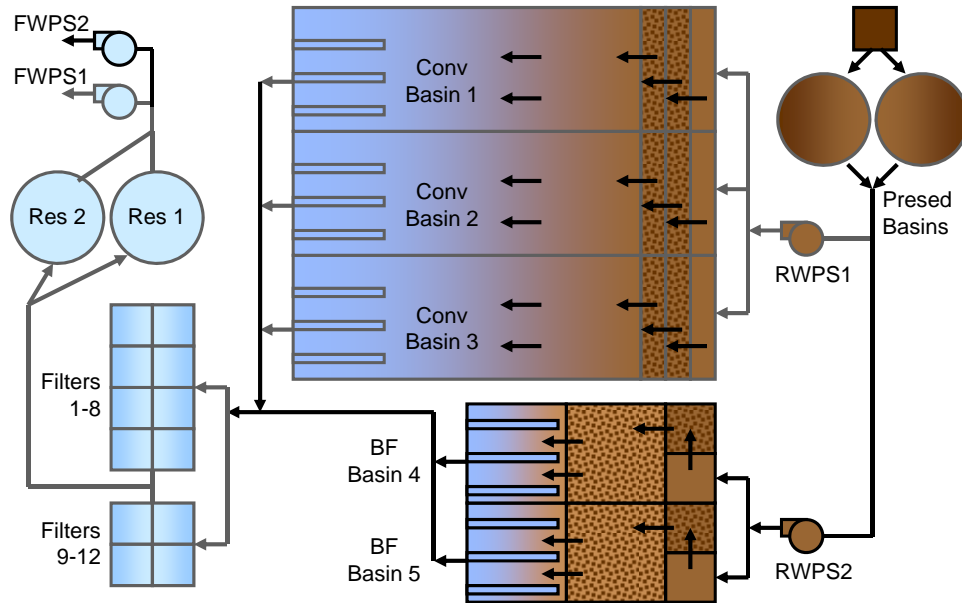 FWPS2
FWPS1
Res 2
Res 1
Conv
Basin 1
Conv
Basin 2
Conv
Basin 3
Presed
Basins
RWPS1
Filters
1-8
Filters
9-12
BF
Basin 4
BF
Basin 5
RWPS2